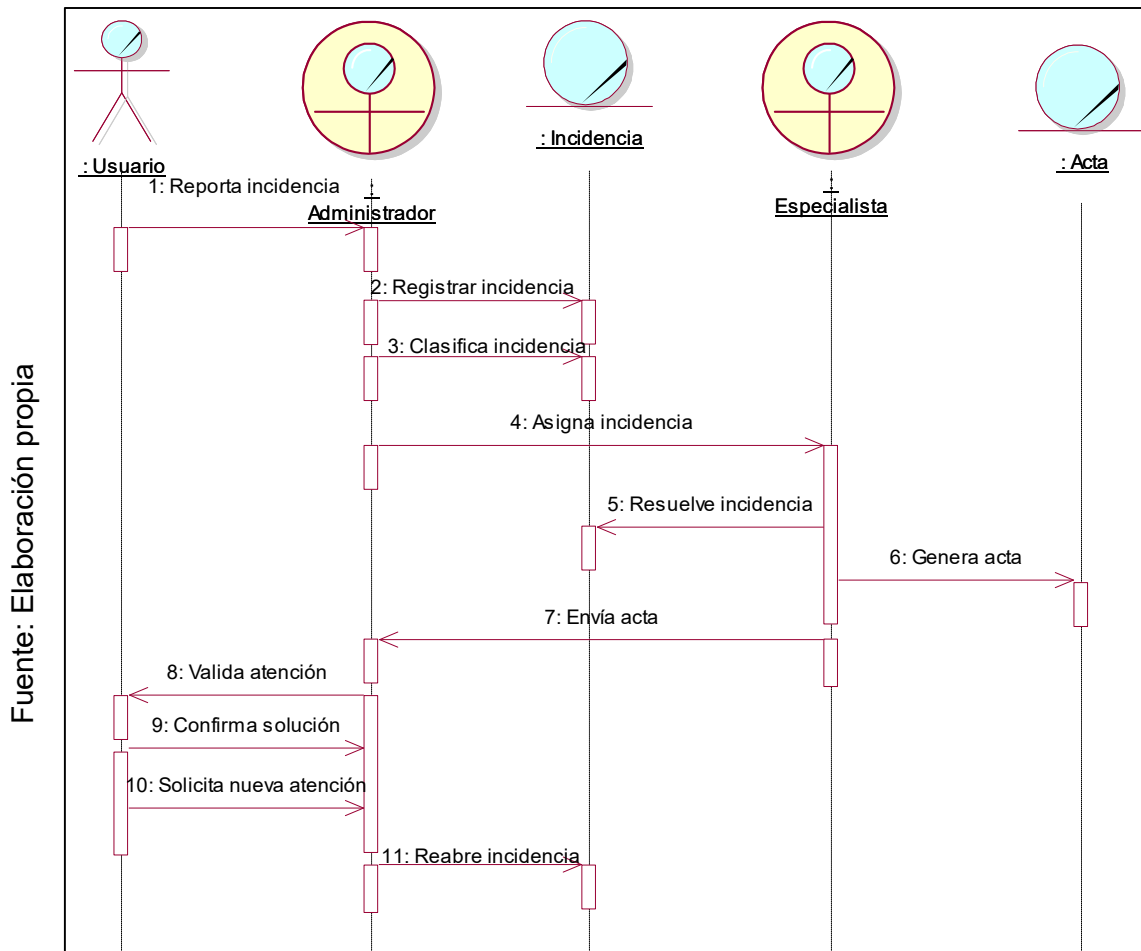 : Usuario
:
Administrador
: Incidencia
:
Especialista
: Acta
1: Reporta incidencia
2: Registrar incidencia
3: Clasifica incidencia
4: Asigna incidencia
5: Resuelve incidencia
6: Genera acta
7: Envía acta
8: Valida atención
9: Confirma solución
10: Solicita nueva atención
11: Reabre incidencia
Fuente: Elaboración propia